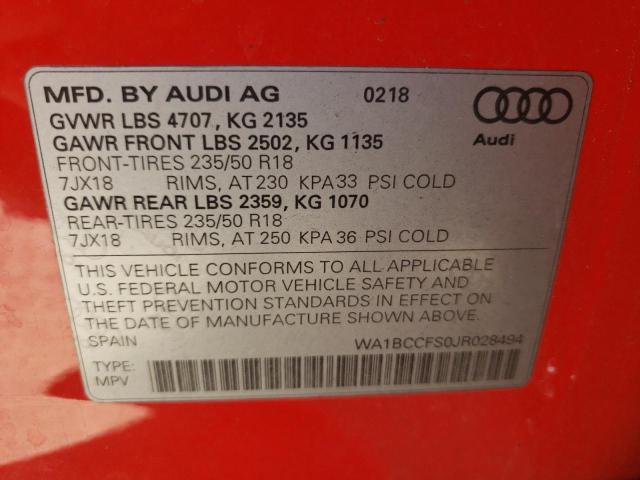 MFD. BY AUDI AG 0218
GVWR LBS 4707, KG 2135
GAWR FRONT LBS 2502, KG 1135
Audi
FRONT-TIRES 235/50 R18
7JX18 RIMS, AT 230 KPA 33 PSI COLD
GAWR REAR LBS 2359, KG 1070
REAR-TIRES 235/50 R18
7JX18 RIMS, AT 250 KPA 36 PSI COLD
THIS VEHICLE CONFORMS TO ALL APPLICABLE
U.S. FEDERAL MOTOR VEHICLE SAFETY AND
THEFT PREVENTION STANDARDS IN EFFECT ON
THE DATE OF MANUFACTURE SHOWN ABOVE.
SPAIN WA1BCCFS0JR028494
TYPE:
MPV